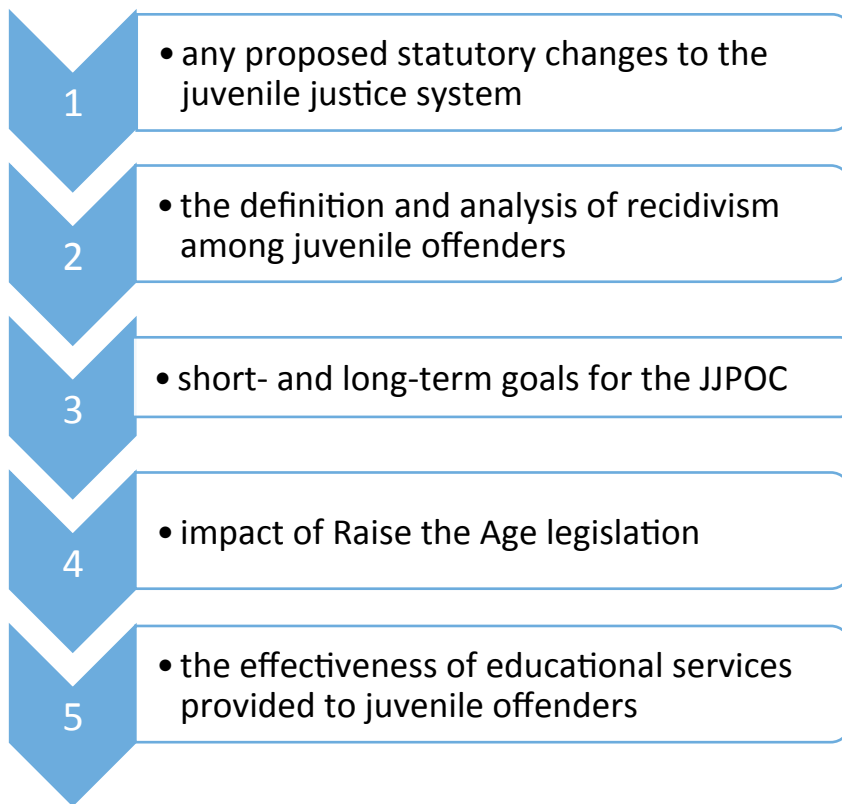 1
• any proposed statutory changes to the
juvenile justice system
2
• the definition and analysis of recidivism
among juvenile offenders
3
• short- and long-term goals for the JJPOC
4
• impact of Raise the Age legislation
5
• the effectiveness of educational services
provided to juvenile offenders